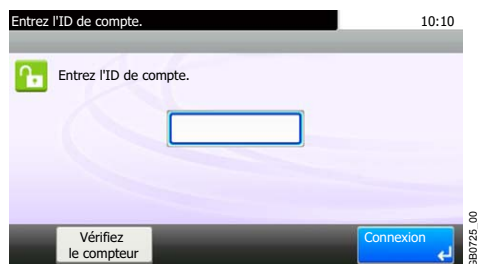 Entrez l'ID de compte.
10:10
Entrez l'ID de compte.
Vérifiez
le compteur
Connexion
GB0725_00